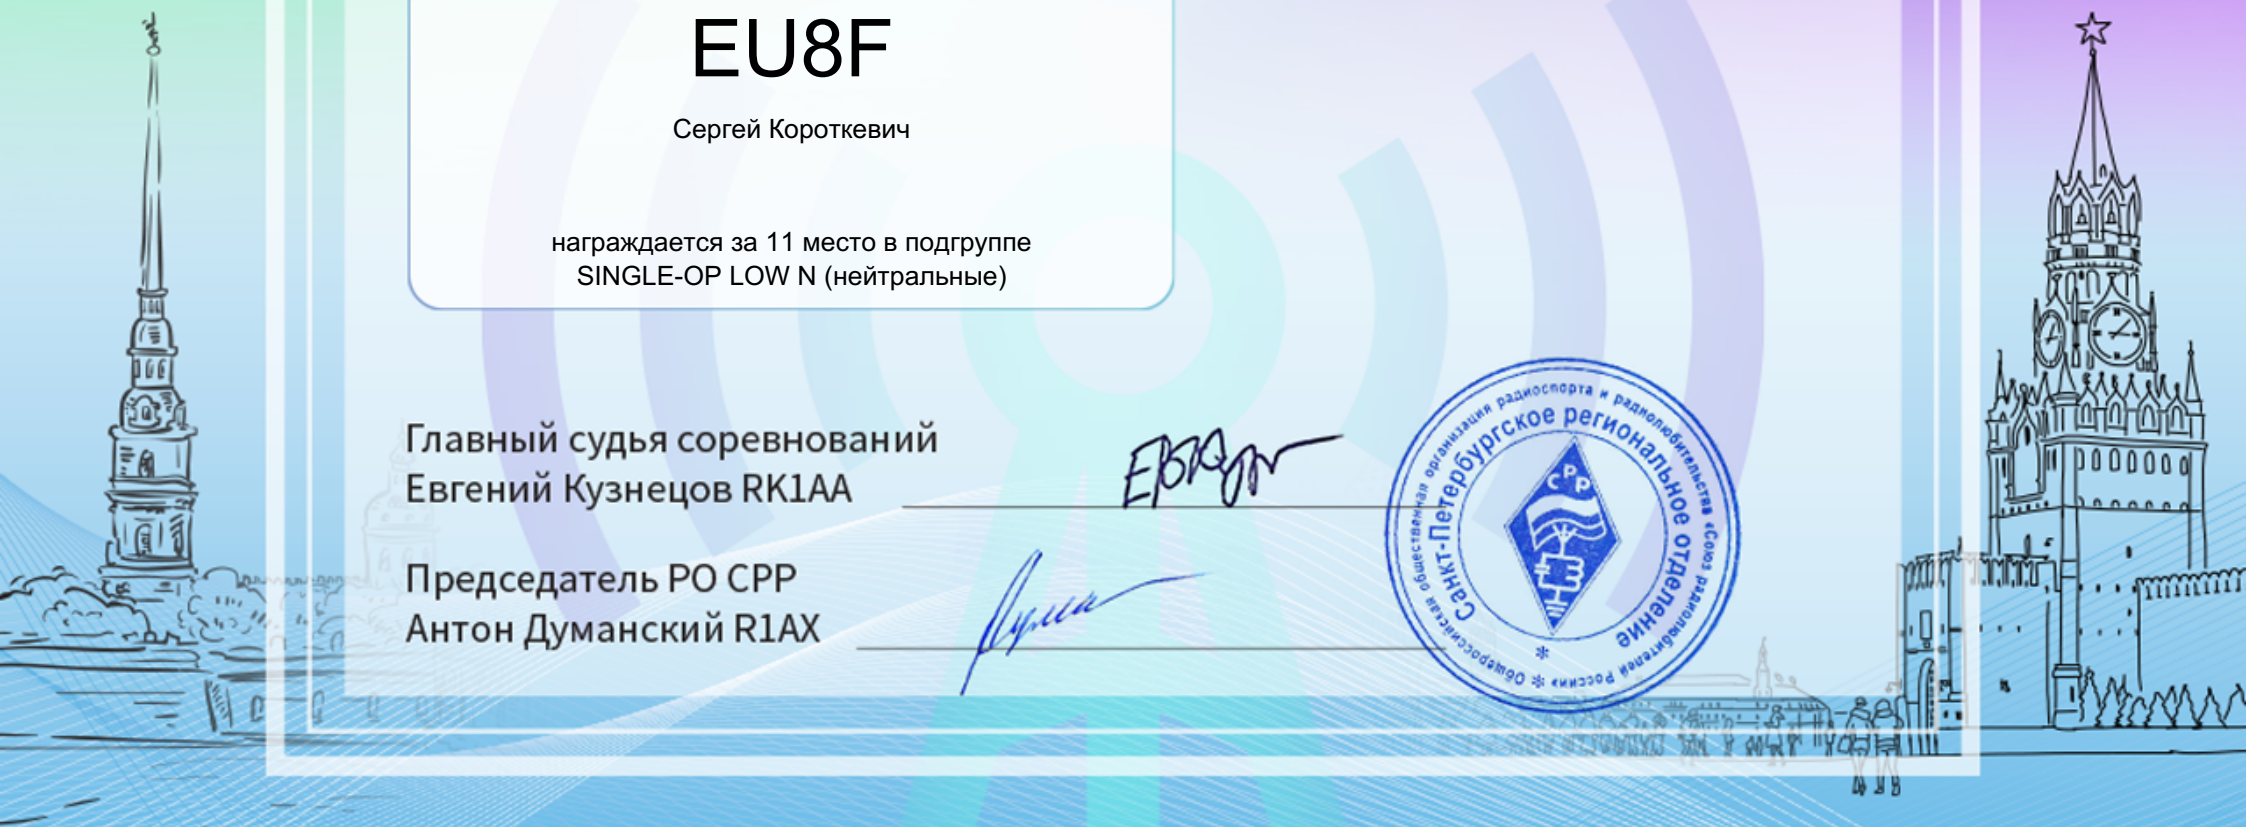 EU8F
Сергей Короткевич
награждается за 11 место в подгруппе
SINGLE-OP LOW N (нейтральные)
Главный судья соревнований
Евгений Кузнецов RK1AA
Председатель РО СРР
Антон Думанский R1AX
Общероссийская общественная организация радиоспорта и радиолюбительства «Союз радиолюбителей России»
Санкт-Петербургское региональное отделение
СРР